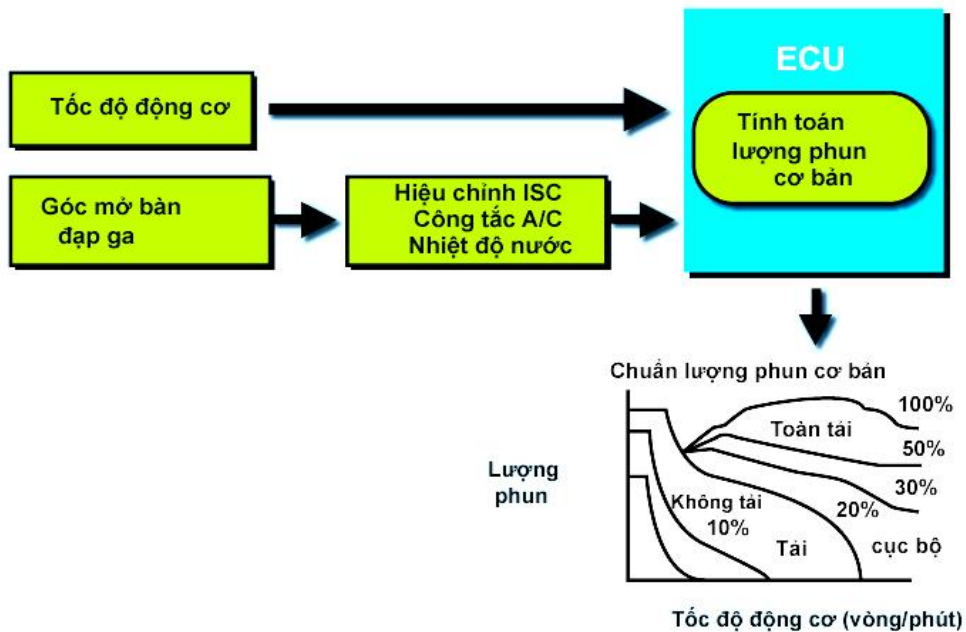 ECU
Tốc độ động cơ
Tính toán
lượng phun
cơ bản
Góc mở bàn
đạp ga
Hiệu chỉnh ISC
Công tắc A/C
Nhiệt độ nước
Chuẩn lượng phun cơ bản
100%
Toàn tải
50%
Lượng
phun
30%
Không tải
20%
10%
Tải
cục bộ
Tốc độ động cơ (vòng/phút)